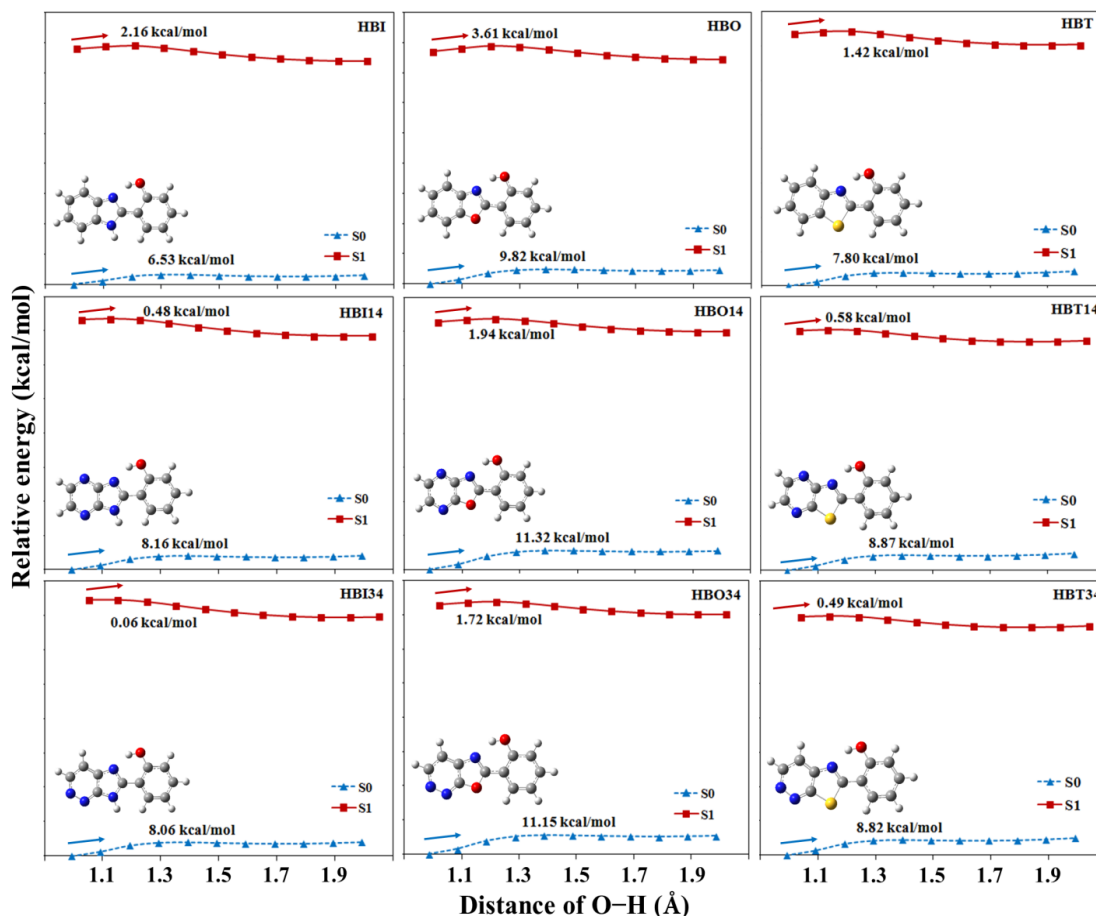 2.16 kcal/mol
HBI
S0
S1
6.53 kcal/mol
3.61 kcal/mol
HBO
S0
S1
9.82 kcal/mol
HBT
1.42 kcal/mol
S0
S1
7.80 kcal/mol
0.48 kcal/mol
HBI14
S0
S1
8.16 kcal/mol
HBO14
1.94 kcal/mol
S0
S1
11.32 kcal/mol
0.58 kcal/mol
HBT14
S0
S1
8.87 kcal/mol
HBI34
0.06 kcal/mol
S0
S1
8.06 kcal/mol
HBO34
1.72 kcal/mol
S0
S1
11.15 kcal/mol
0.49 kcal/mol
HBT34
S0
S1
8.82 kcal/mol
Relative energy (kcal/mol)
1.1 1.3 1.5 1.7 1.9 1.1 1.3 1.5 1.7 1.9 1.1 1.3 1.5 1.7 1.9
Distance of O−H (Å)